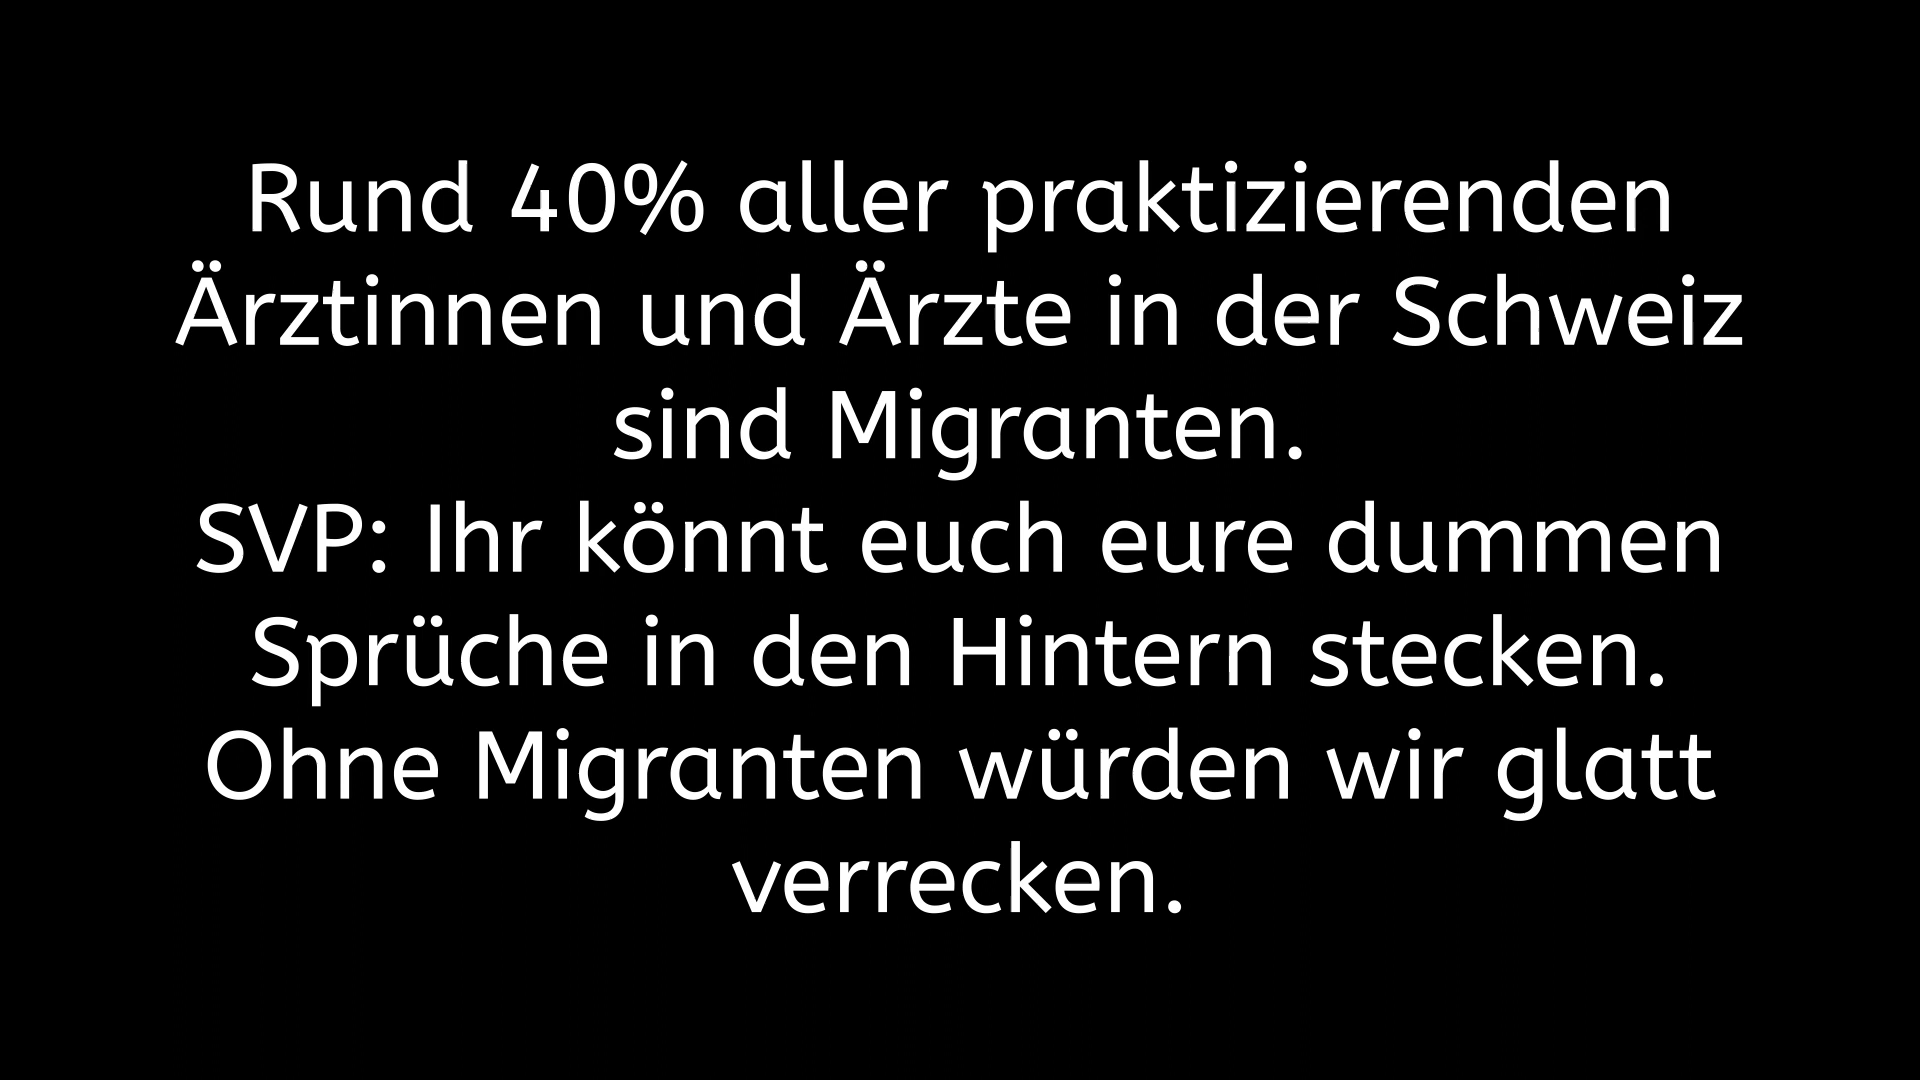 Rund 40% aller praktizierenden
Ärztinnen und Ärzte in der Schweiz
sind Migranten.
SVP: Ihr könnt euch eure dummen
Sprüche in den Hintern stecken.
Ohne Migranten würden wir glatt
verrecken.